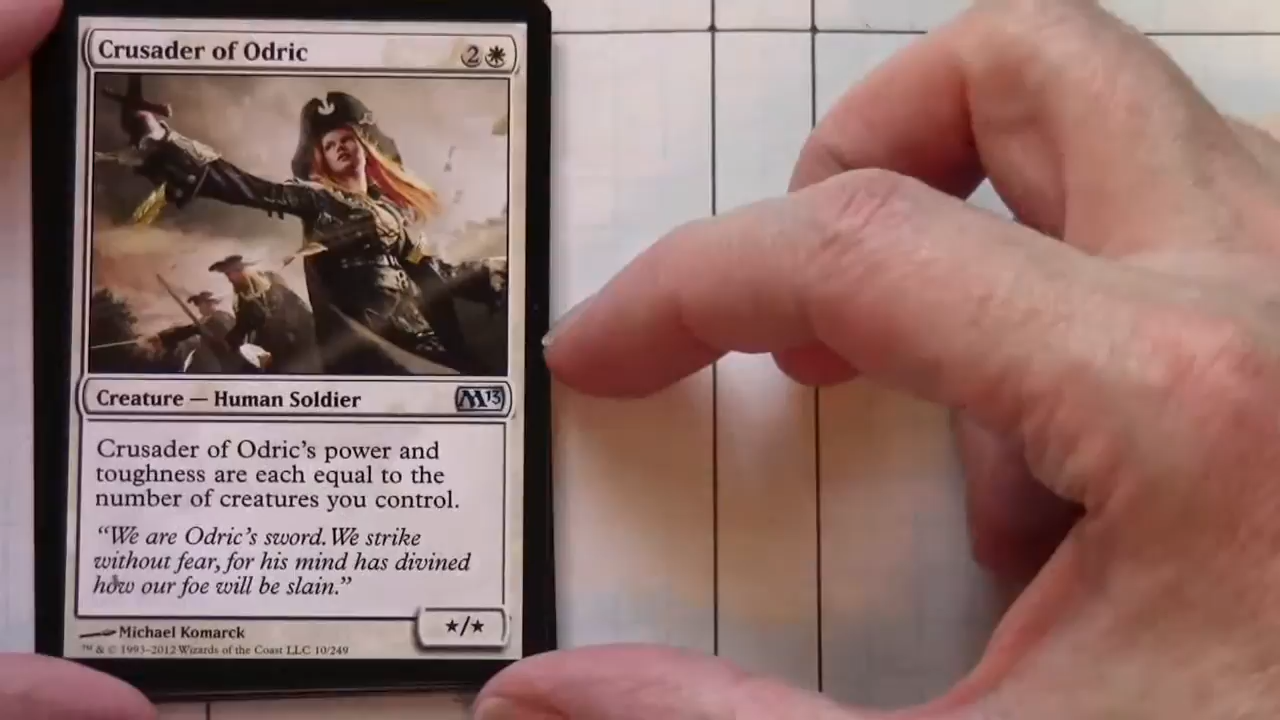 Crusader of Odric 2
Creature — Human Soldier M13
Crusader of Odric's power and
toughness are each equal to the
number of creatures you control.
“We are Odric's sword. We strike
without fear, for his mind has divined
how our foe will be slain.”
★/★
Michael Komarck
™ & © 1993–2012 Wizards of the Coast LLC 10/249